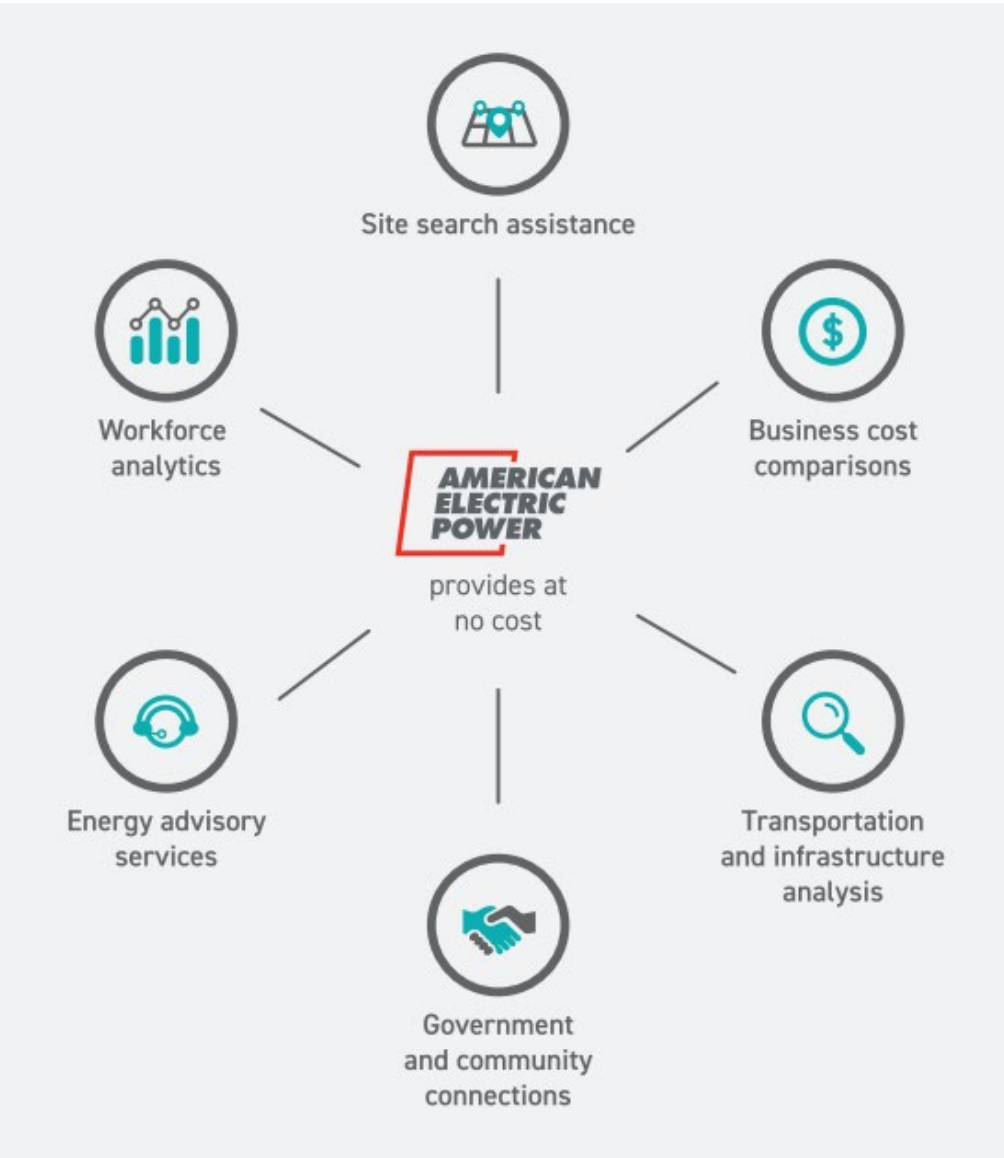 Site search assistance
Workforce
analytics
$
Business cost
comparisons
AMERICAN
ELECTRIC
POWER
provides at
no cost
Energy advisory
services
Transportation
and infrastructure
analysis
Government
and community
connections